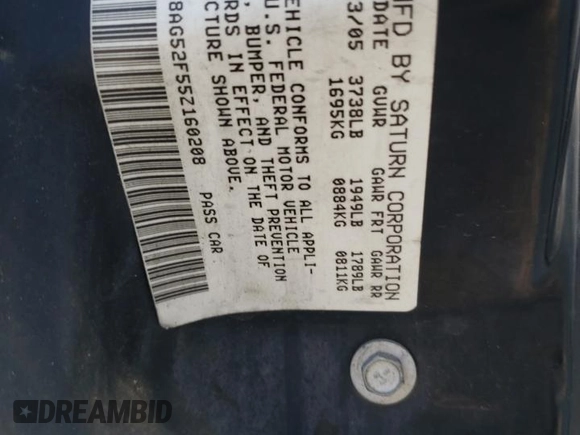 MFD BY SATURN CORPORATION
DATE GVWR GAWR FRT GAWR RR
3/05 3738LB 1949LB 1789LB
1695KG 0884KG 0811KG
VEHICLE CONFORMS TO ALL APPLI-
U.S. FEDERAL MOTOR VEHICLE
, BUMPER, AND THEFT PREVENTION
RDS IN EFFECT ON THE DATE OF
CTURE SHOWN ABOVE.
8AG52F55Z160208 PASS CAR
DREAMBID